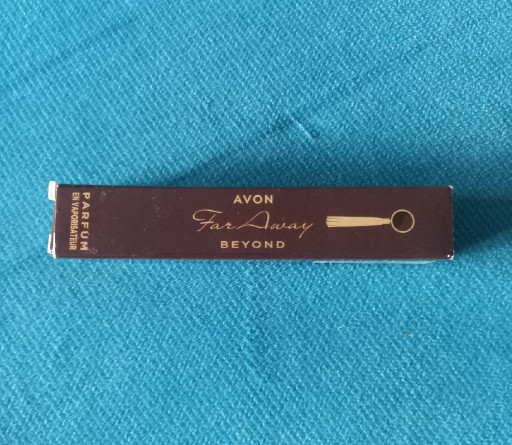 AVON
Far Away
BEYOND
PARFUM
EN VAPORISATEUR